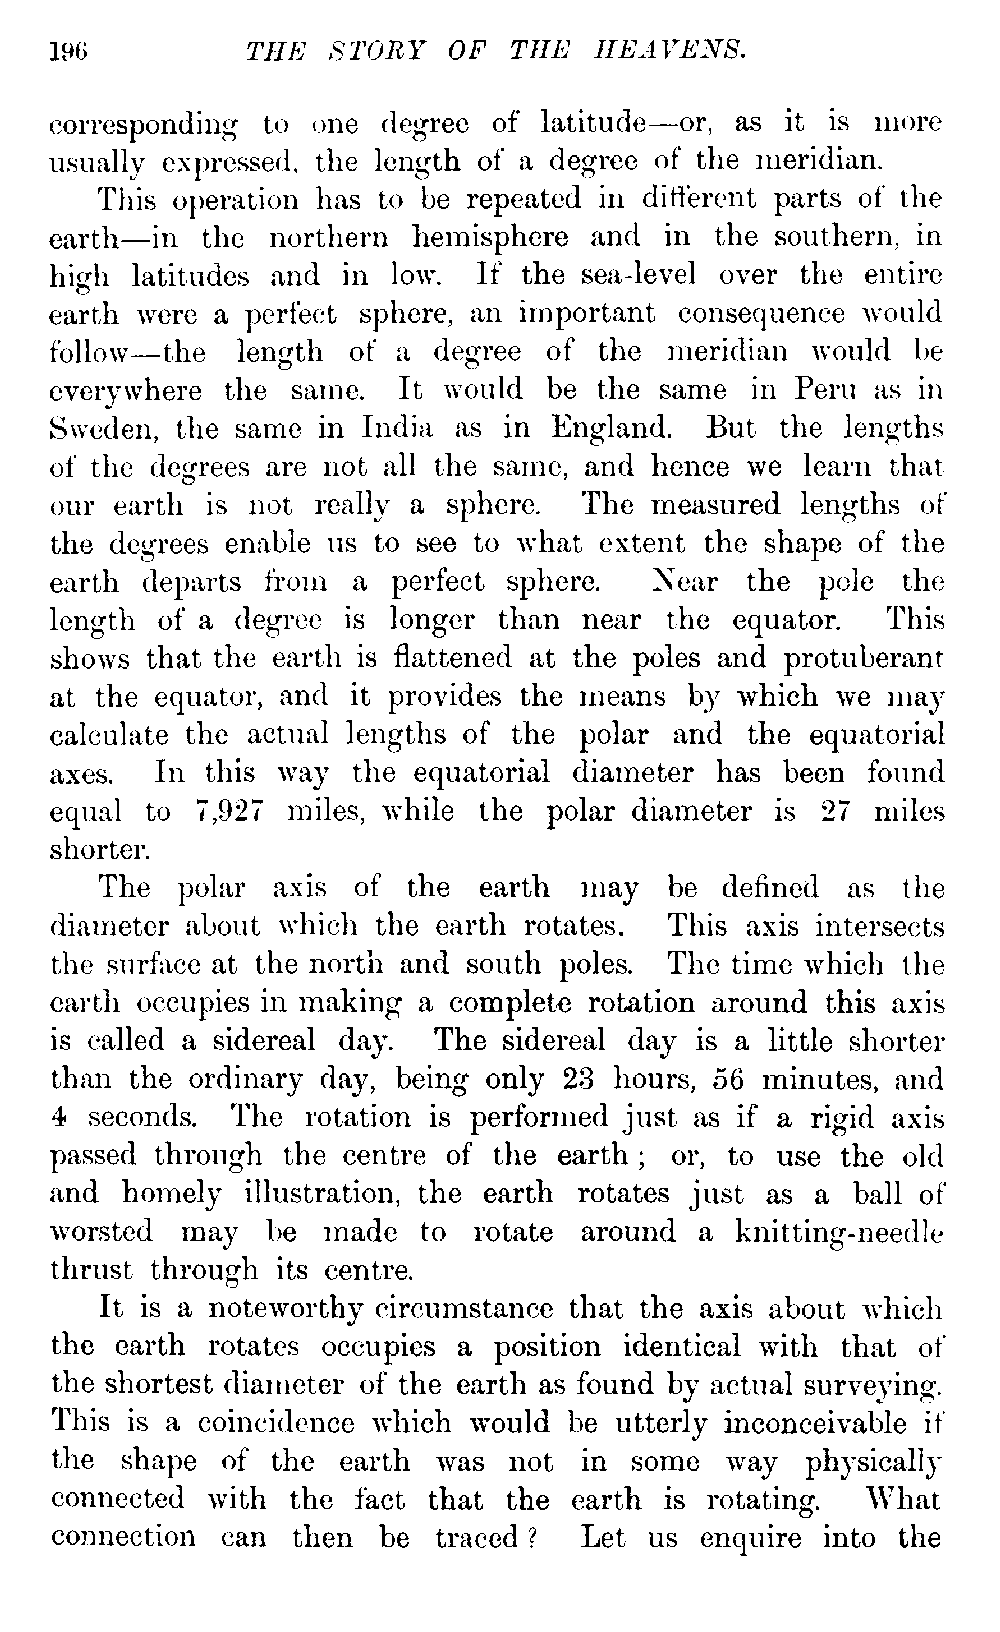 196 THE STORY OF THE HEAVENS.
corresponding to one degree of latitude—or, as it is more
usually expressed, the length of a degree of the meridian.
This operation has to be repeated in different parts of the
earth—in the northern hemisphere and in the southern, in
high latitudes and in low. If the sea-level over the entire
earth were a perfect sphere, an important consequence would
follow—the length of a degree of the meridian would be
everywhere the same. It would be the same in Peru as in
Sweden, the same in India as in England. But the lengths
of the degrees are not all the same, and hence we learn that
our earth is not really a sphere. The measured lengths of
the degrees enable us to see to what extent the shape of the
earth departs from a perfect sphere. Near the pole the
length of a degree is longer than near the equator. This
shows that the earth is flattened at the poles and protuberant
at the equator, and it provides the means by which we may
calculate the actual lengths of the polar and the equatorial
axes. In this way the equatorial diameter has been found
equal to 7,927 miles, while the polar diameter is 27 miles
shorter.
The polar axis of the earth may be defined as the
diameter about which the earth rotates. This axis intersects
the surface at the north and south poles. The time which the
earth occupies in making a complete rotation around this axis
is called a sidereal day. The sidereal day is a little shorter
than the ordinary day, being only 23 hours, 56 minutes, and
4 seconds. The rotation is performed just as if a rigid axis
passed through the centre of the earth; or, to use the old
and homely illustration, the earth rotates just as a ball of
worsted may be made to rotate around a knitting-needle
thrust through its centre.
It is a noteworthy circumstance that the axis about which
the earth rotates occupies a position identical with that of
the shortest diameter of the earth as found by actual surveying.
This is a coincidence which would be utterly inconceivable if
the shape of the earth was not in some way physically
connected with the fact that the earth is rotating. What
connection can then be traced? Let us enquire into the